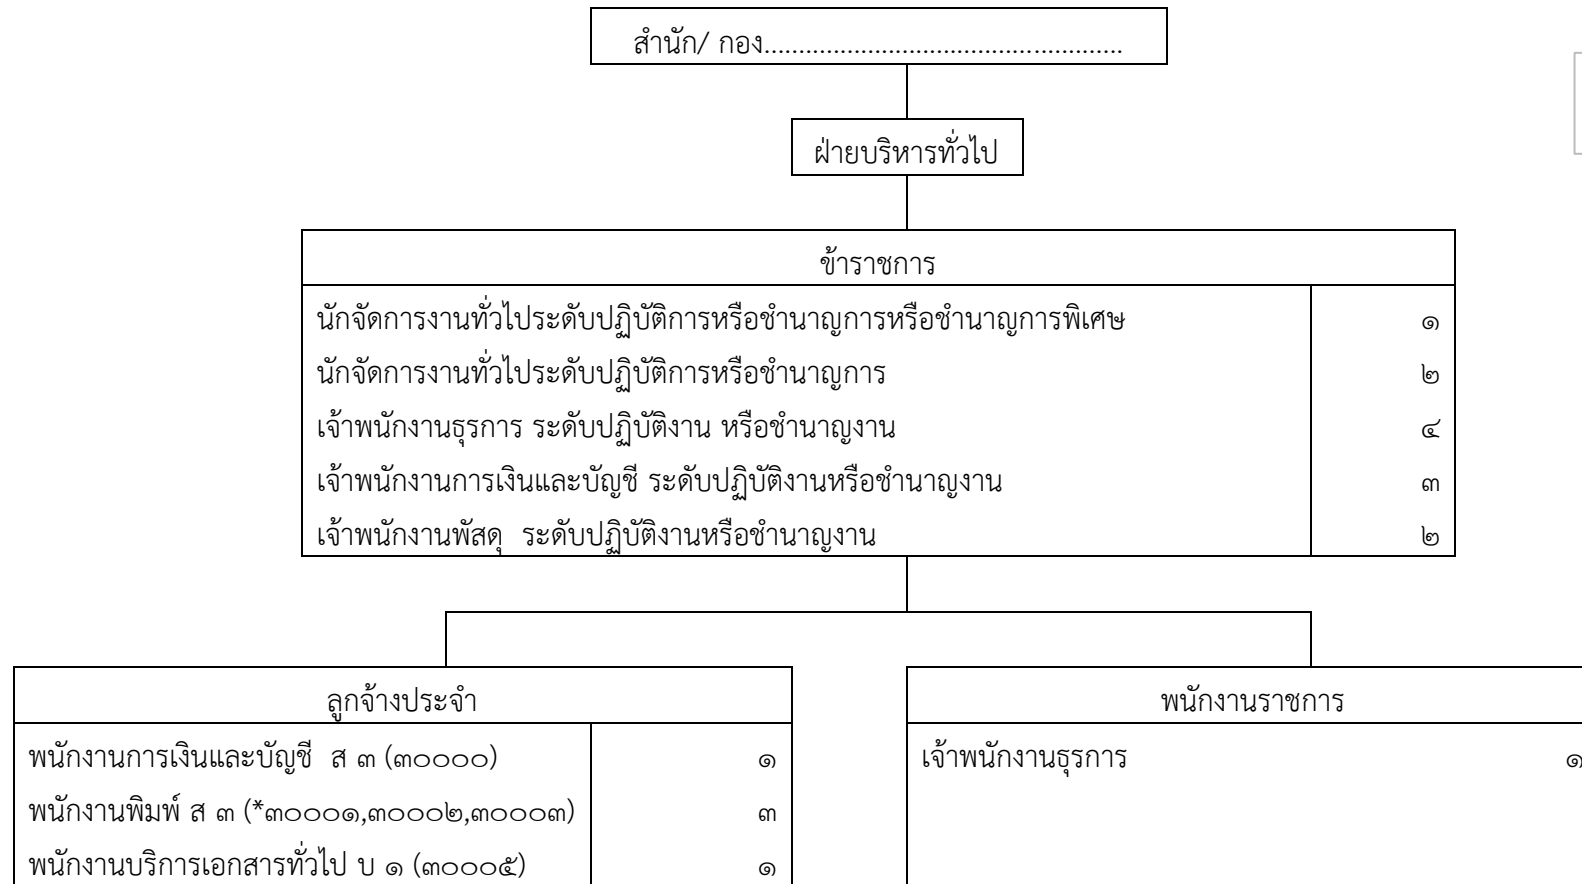 สำนัก/ กอง....................................................
ฝ่ายบริหารทั่วไป
ข้าราชการ
นักจัดการงานทั่วไประดับปฏิบัติการหรือชำนาญการหรือชำนาญการพิเศษ ๑
นักจัดการงานทั่วไประดับปฏิบัติการหรือชำนาญการ ๒
เจ้าพนักงานธุรการ ระดับปฏิบัติงาน หรือชำนาญงาน ๔
เจ้าพนักงานการเงินและบัญชี ระดับปฏิบัติงานหรือชำนาญงาน ๓
เจ้าพนักงานพัสดุ  ระดับปฏิบัติงานหรือชำนาญงาน ๒
ลูกจ้างประจำ
พนักงานการเงินและบัญชี  ส ๓ (๓๐๐๐๐) ๑
พนักงานพิมพ์ ส ๓ (*๓๐๐๐๑,๓๐๐๐๒,๓๐๐๐๓) ๓
พนักงานบริการเอกสารทั่วไป บ ๑ (๓๐๐๐๕) ๑
พนักงานราชการ
เจ้าพนักงานธุรการ ๑